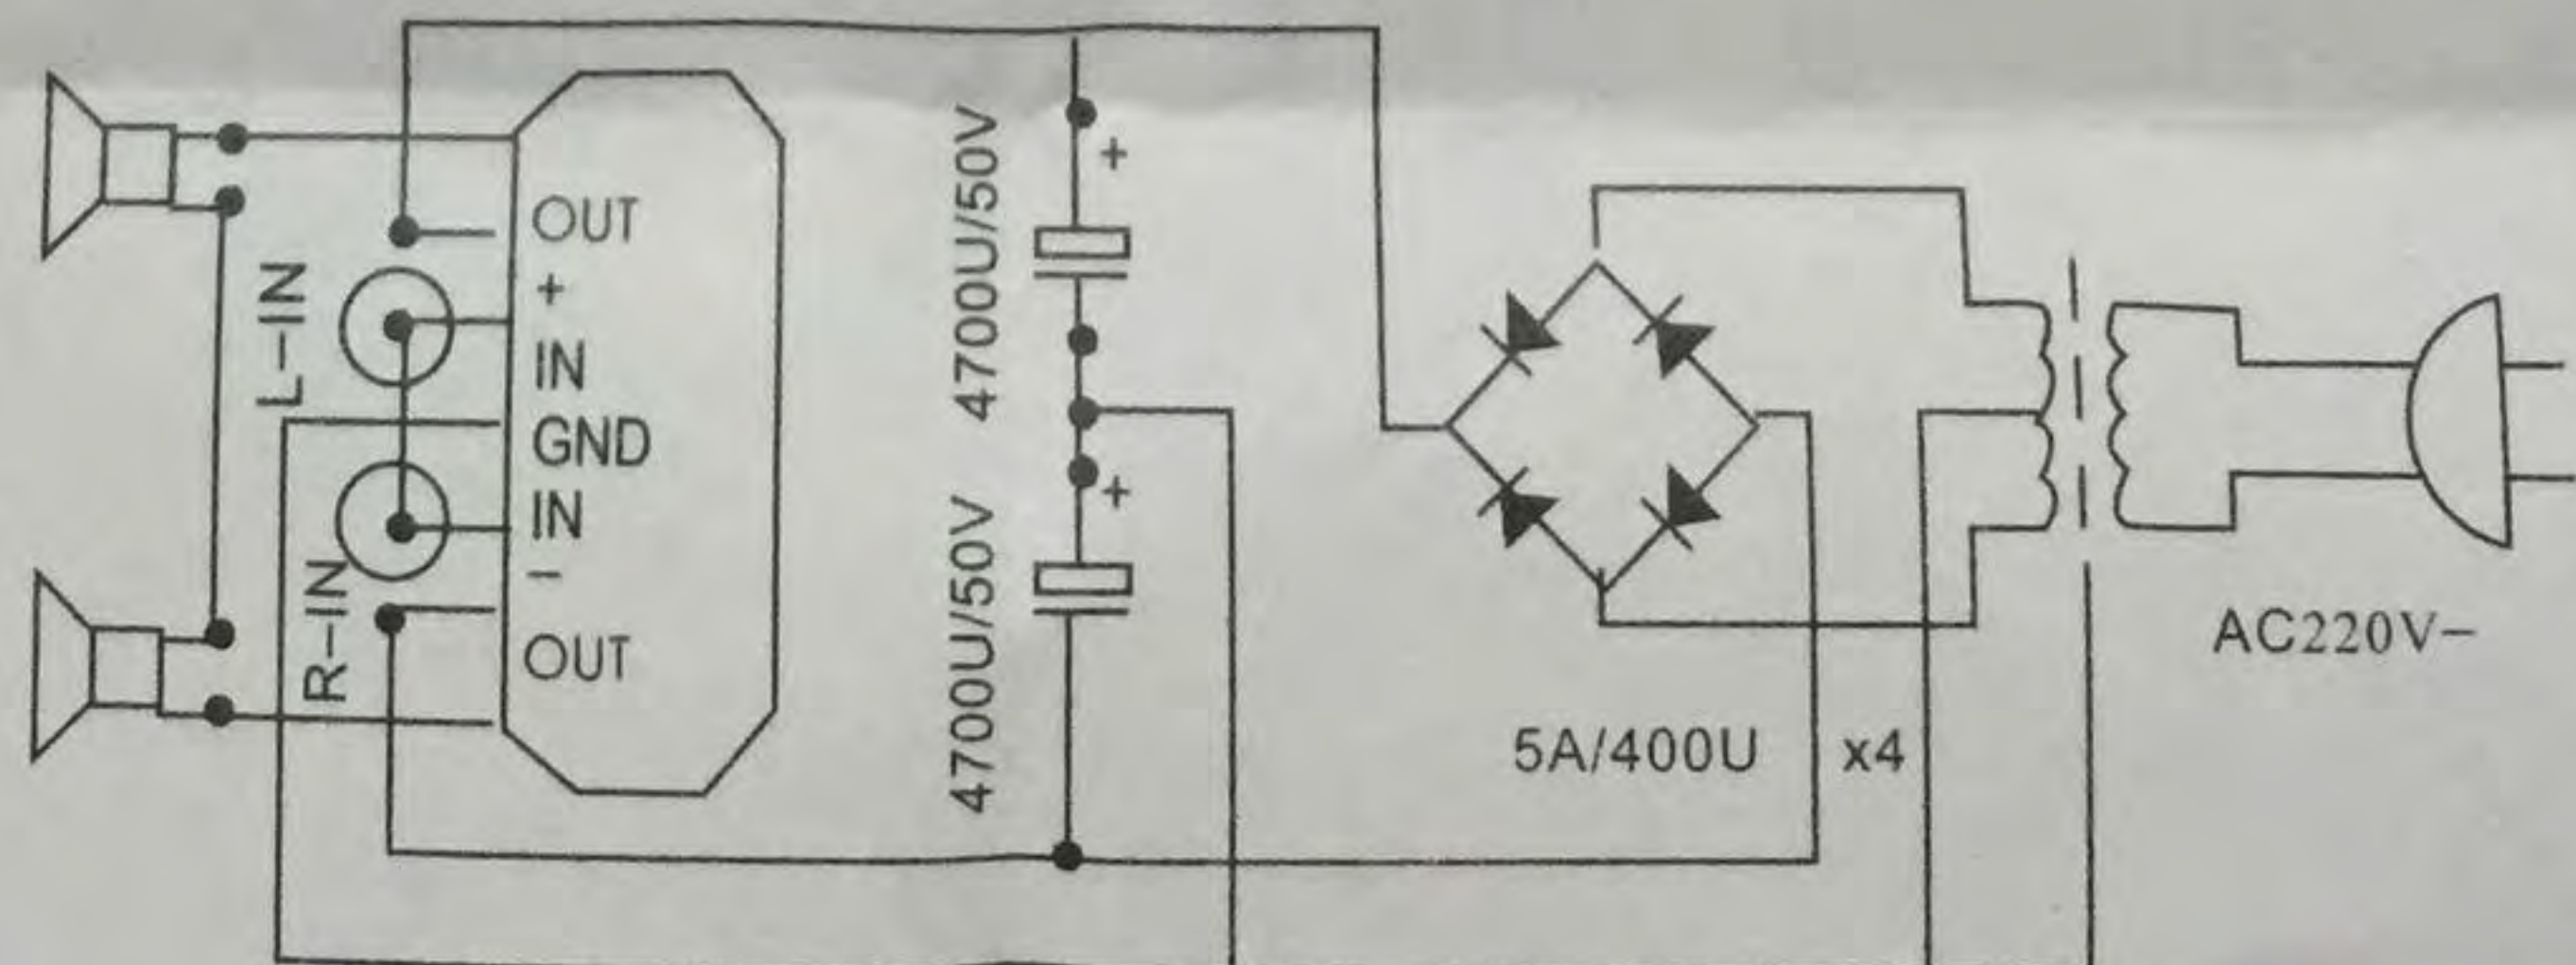 L-IN
R-IN
OUT
+
IN
GND
IN
–
OUT
4700U/50V
+
4700U/50V
+
5A/400U x4
AC220V–